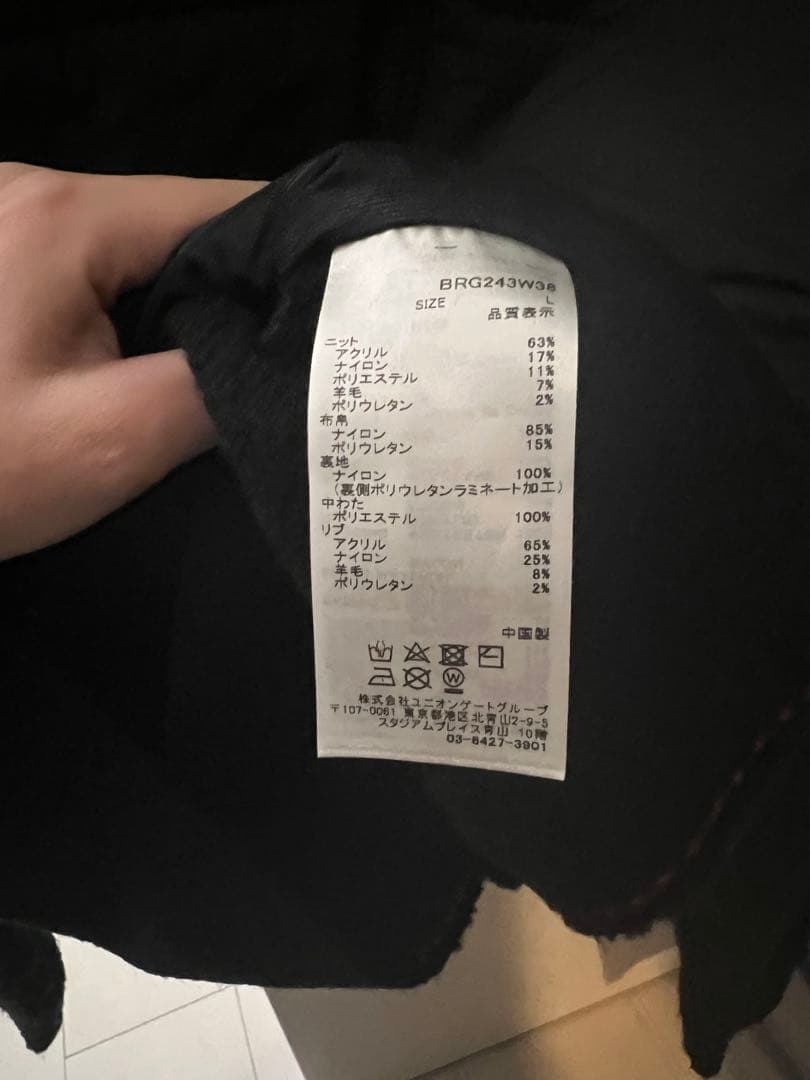 BRG243W38
SIZE L
品質表示
ニット 63%
アクリル 17%
ナイロン 11%
ポリエステル 7%
羊毛 2%
ポリウレタン
布帛
ナイロン 85%
ポリウレタン 15%
裏地
ナイロン 100%
(裏側ポリウレタンラミネート加工)
中わた
ポリエステル 100%
リブ
アクリル 65%
ナイロン 25%
羊毛 8%
ポリウレタン 2%
中国製
W
株式会社ユニオンゲートグループ
〒107-0061 東京都港区北青山2-9-5
スタジアムプレイス青山 10階
03-6427-3901